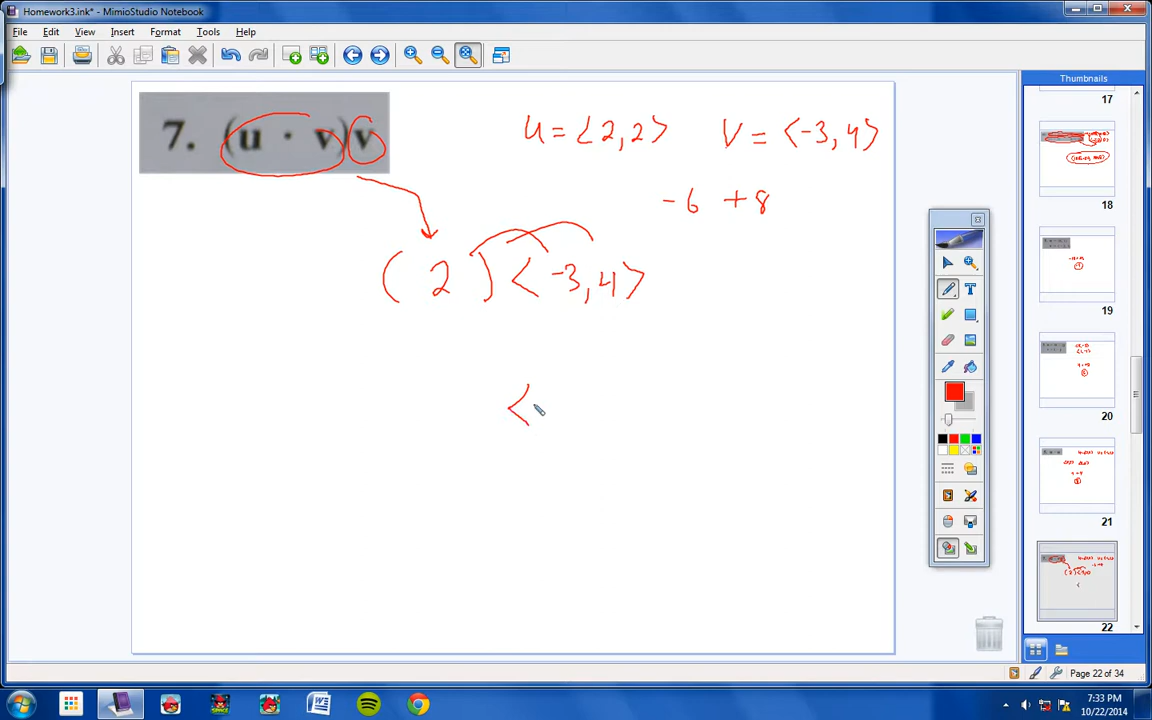 Homework3.ink* - MimioStudio Notebook
File Edit View Insert Format Tools Help
7. (u · v)v
u = <2,2> v = <-3,4>
-6 +8
( 2 ) < -3,4>
<
Thumbnails
17
18
19
20
21
22
Page 22 of 34
7:33 PM
10/22/2014